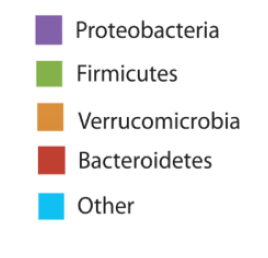 Proteobacteria
Firmicutes
Verrucomicrobia
Bacteroidetes
Other